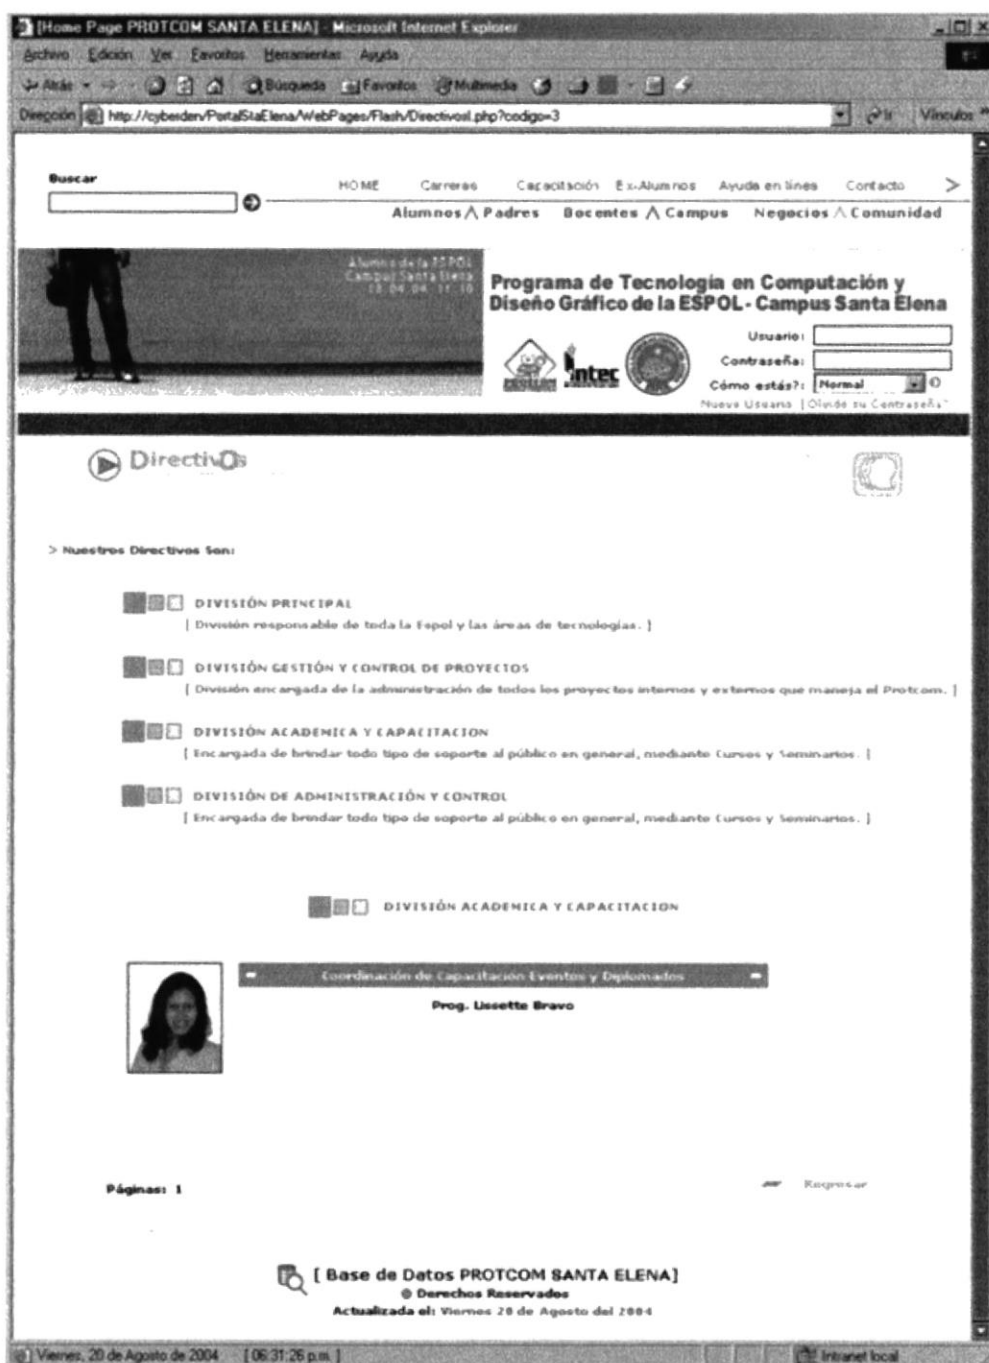 [Home Page PROTCOM SANTA ELENA] - Microsoft Internet Explorer
Archivo Edición Ver Favoritos Herramientas Ayuda
Atrás Búsqueda Favoritos Multimedia
Dirección http://cybersden/PortalStaElena/WebPages/Flash/Directivosl.php?codigo=3 Ir Vínculos »
Buscar
HOME Carreras Capacitación Ex-Alumnos Ayuda en línea Contacto >
Alumnos Padres Docentes Campus Negocios Comunidad
Alumno de la ESPOL
Campus Santa Elena
Programa de Tecnología en Computación y
Diseño Gráfico de la ESPOL- Campus Santa Elena
Usuario:
intec
Contraseña:
Cómo estás?: Normal
Nuevo Usuario | Olvide su Contraseña?
DirectivOs
> Nuestros Directivos Son:
DIVISIÓN PRINCIPAL
[ División responsable de toda la Espol y las áreas de tecnologías. ]
DIVISIÓN GESTIÓN Y CONTROL DE PROYECTOS
[ División encargada de la administración de todos los proyectos internos y externos que maneja el Protcom. ]
DIVISIÓN ACADEMICA Y CAPACITACION
[ Encargada de brindar todo tipo de soporte al público en general, mediante Cursos y Seminarios. ]
DIVISIÓN DE ADMINISTRACIÓN Y CONTROL
[ Encargada de brindar todo tipo de soporte al público en general, mediante Cursos y Seminarios. ]
DIVISIÓN ACADEMICA Y CAPACITACION
Coordinación de Capacitación Eventos y Diplomados
Prog. Lissette Bravo
Páginas: 1
Regresar
[ Base de Datos PROTCOM SANTA ELENA]
© Derechos Reservados
Actualizada el: Viernes 20 de Agosto del 2004
Viernes, 20 de Agosto de 2004 [ 06:31:26 p.m. ] Intranet local